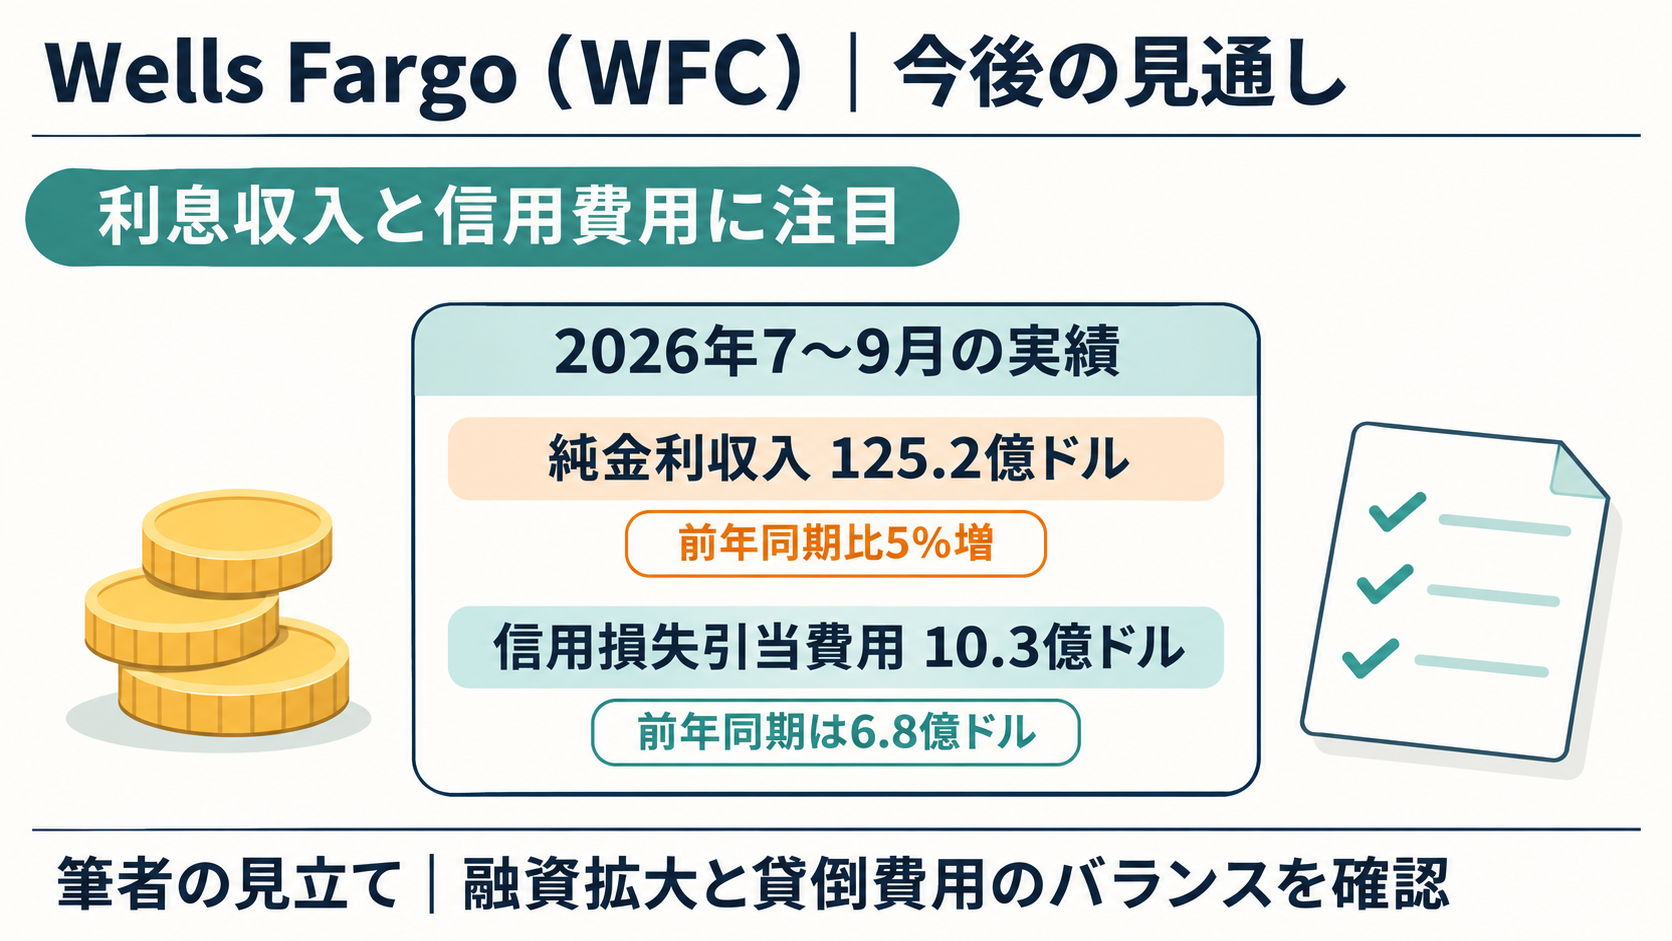 Wells Fargo（WFC）｜今後の見通し
利息収入と信用費用に注目
2026年7～9月の実績
純金利収入 125.2億ドル
前年同期比5%増
信用損失引当費用 10.3億ドル
前年同期は6.8億ドル
筆者の見立て｜融資拡大と貸倒費用のバランスを確認